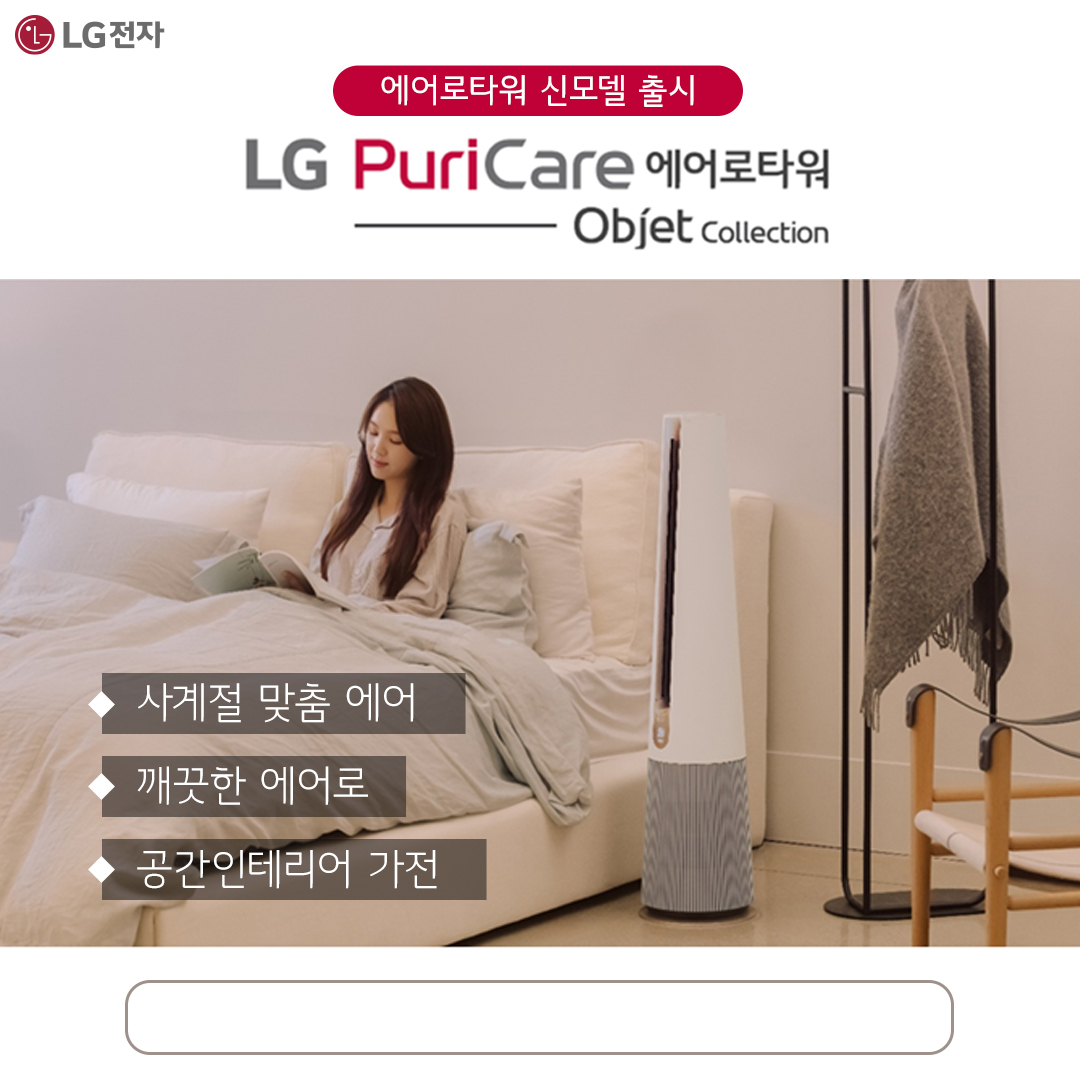 LG전자
에어로타워 신모델 출시
LG PuriCare 에어로타워
Objet Collection
사계절 맞춤 에어
깨끗한 에어로
공간인테리어 가전